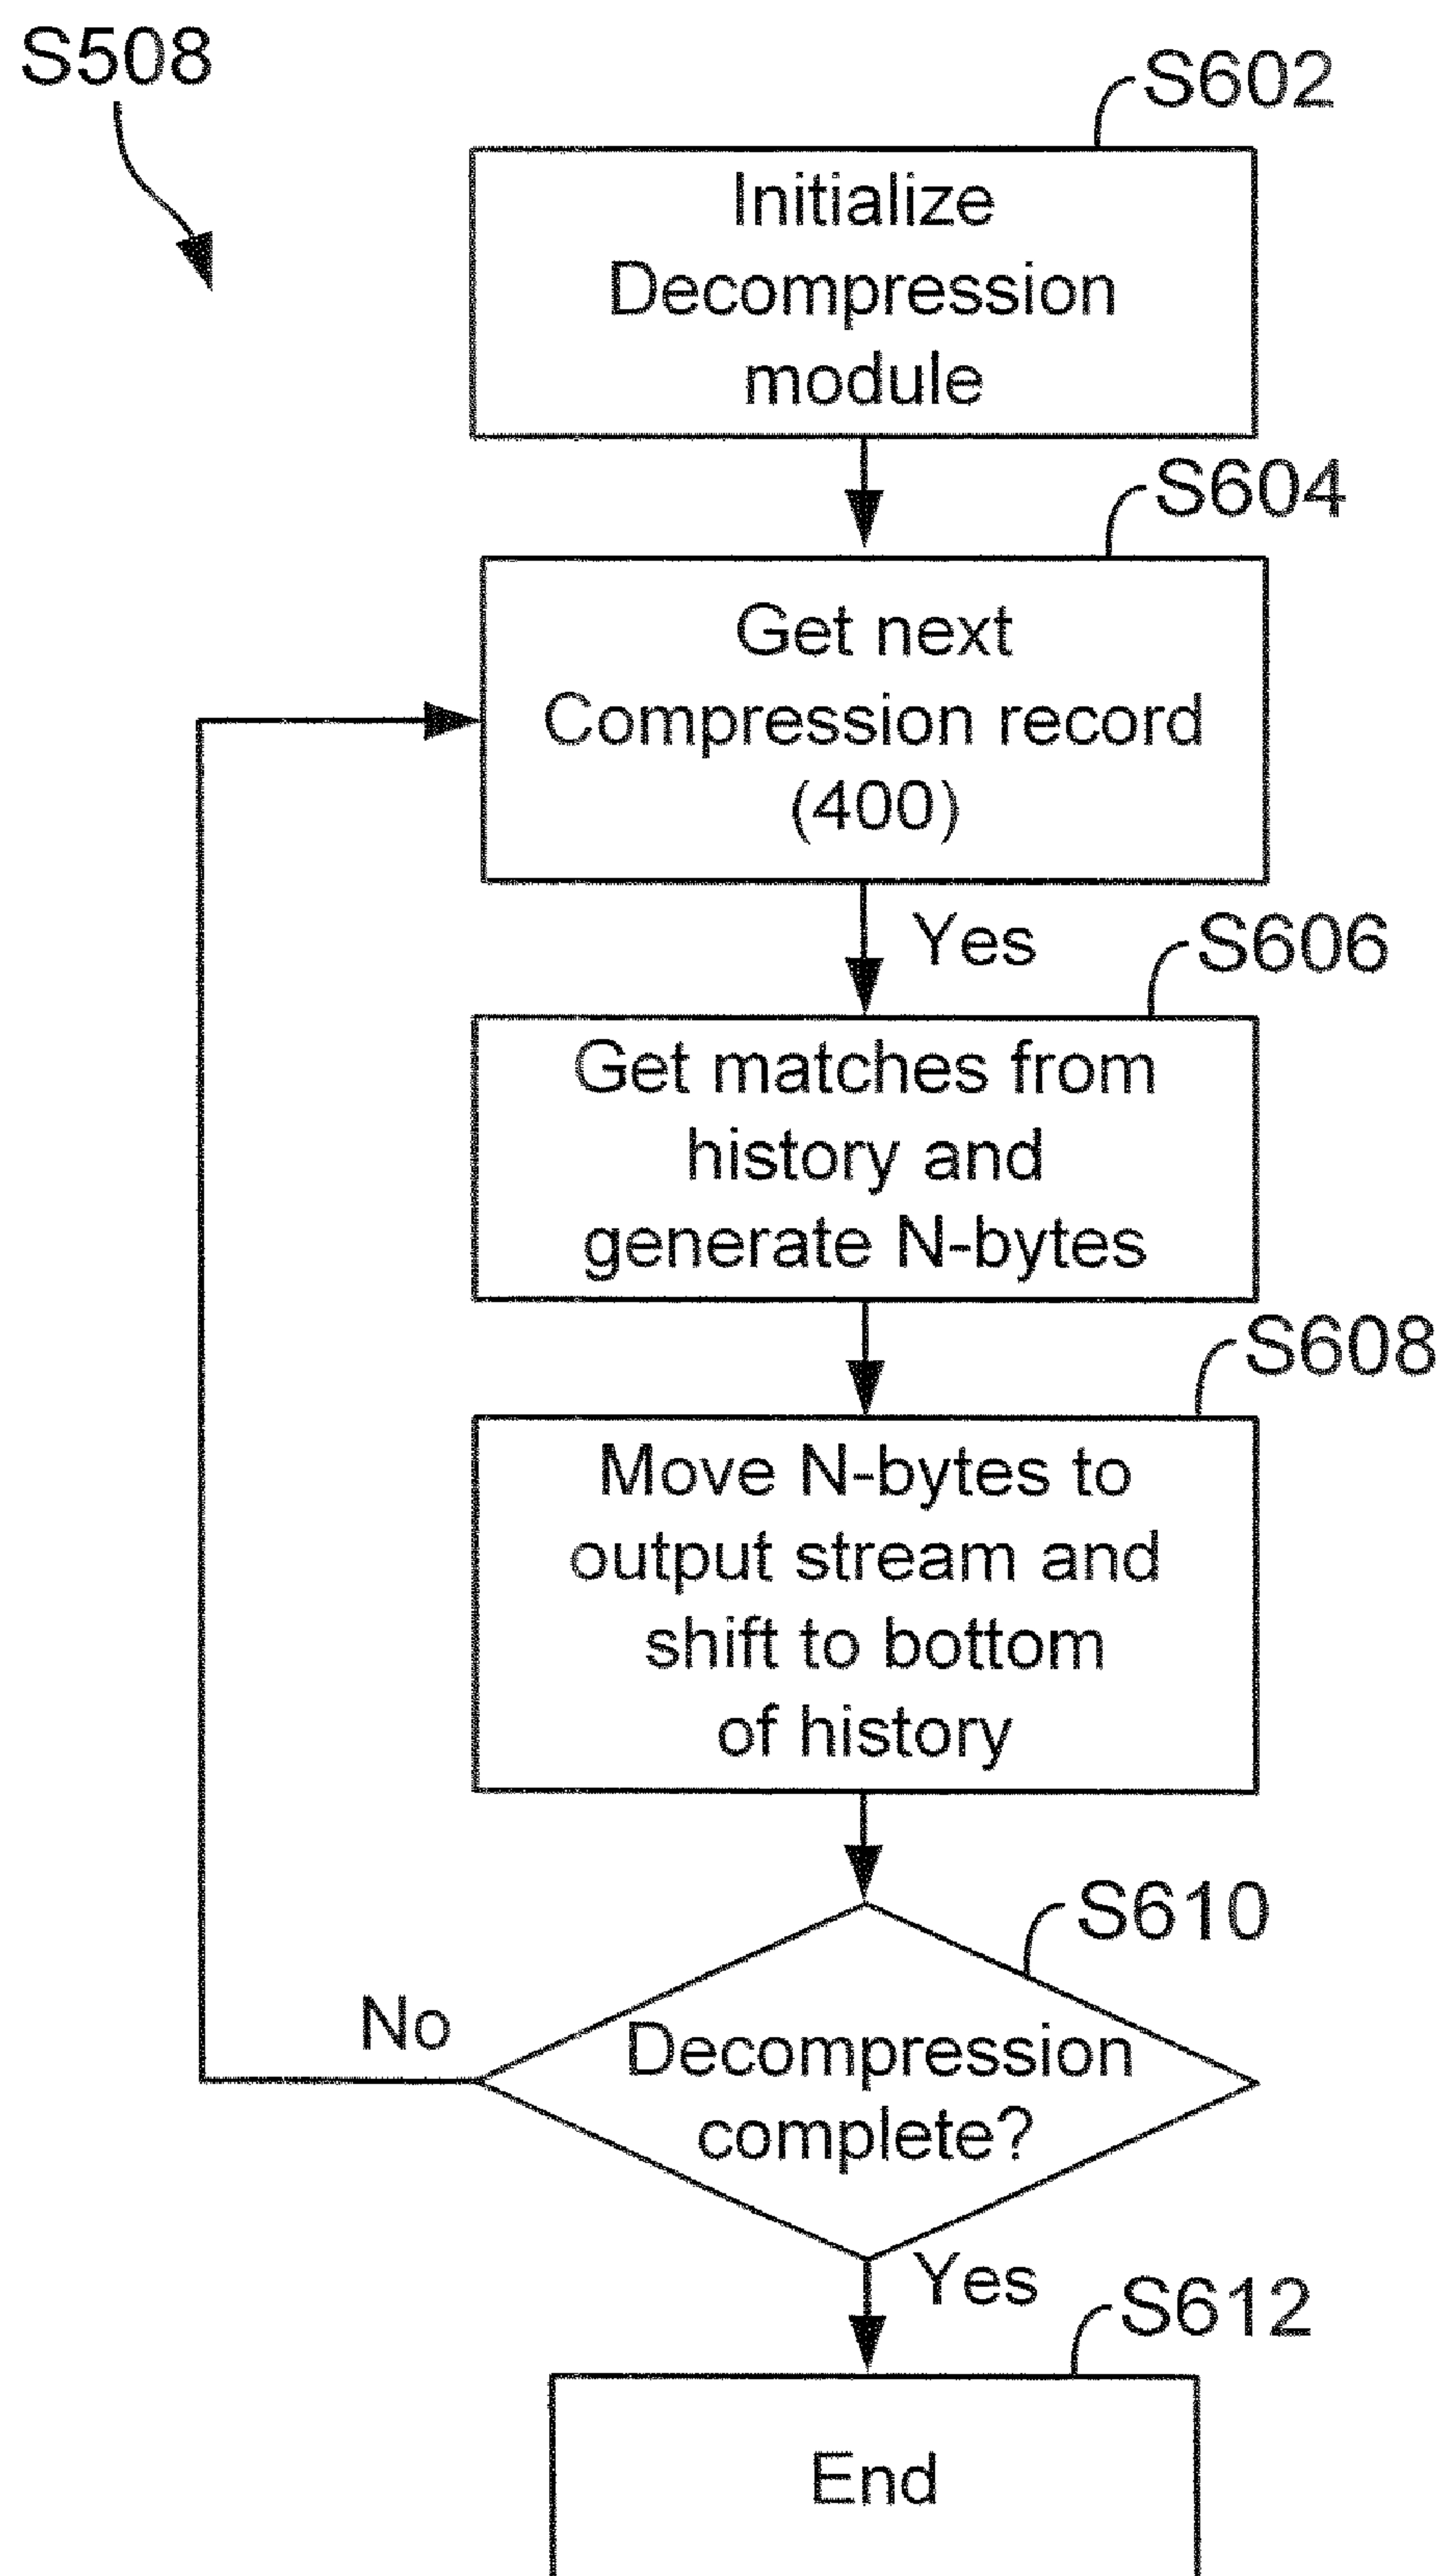 S508
S602
Initialize
Decompression
module
S604
Get next
Compression record
(400)
Yes
S606
Get matches from
history and
generate N-bytes
S608
Move N-bytes to
output stream and
shift to bottom
of history
S610
No
Decompression
complete?
Yes
S612
End